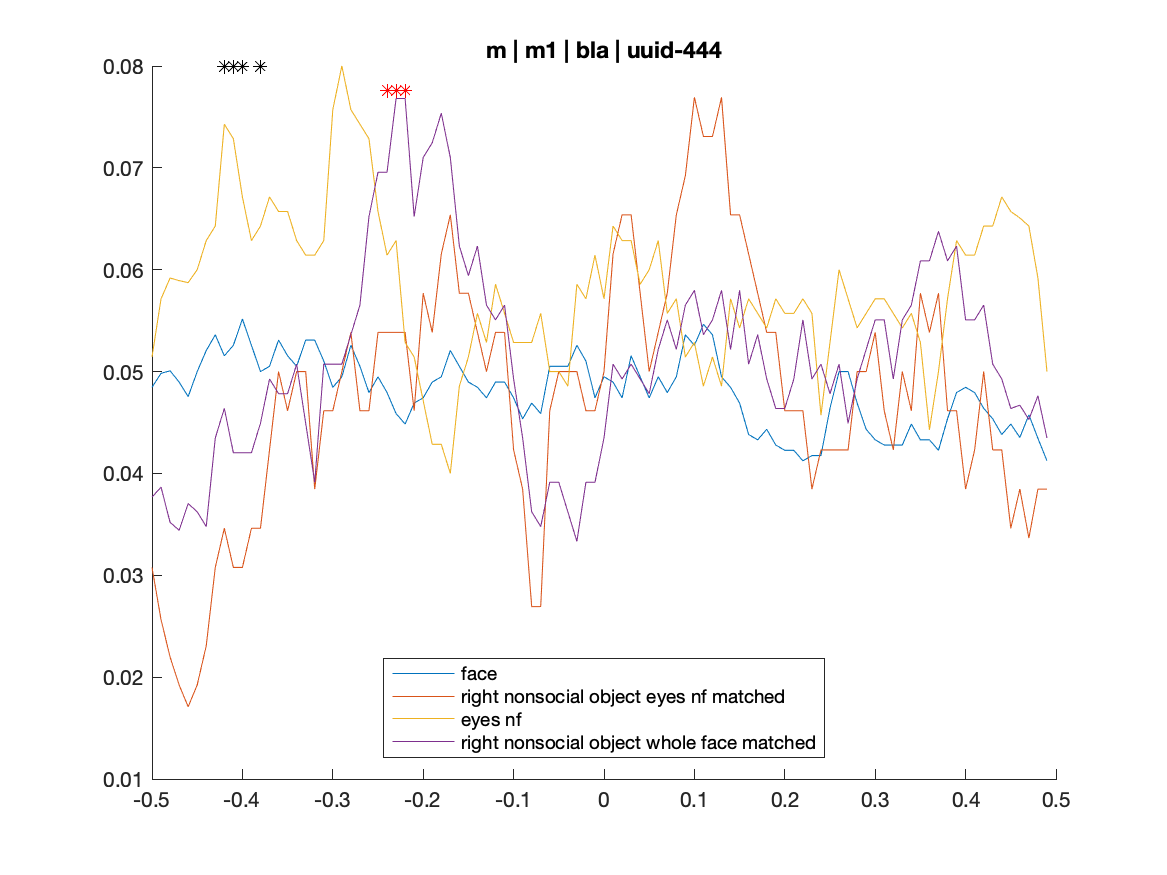 m | m1 | bla | uuid-444
0.08
0.07
0.06
0.05
0.04
0.03
0.02
0.01
face
right nonsocial object eyes nf matched
eyes nf
right nonsocial object whole face matched
-0.5 -0.4 -0.3 -0.2 -0.1 0 0.1 0.2 0.3 0.4 0.5